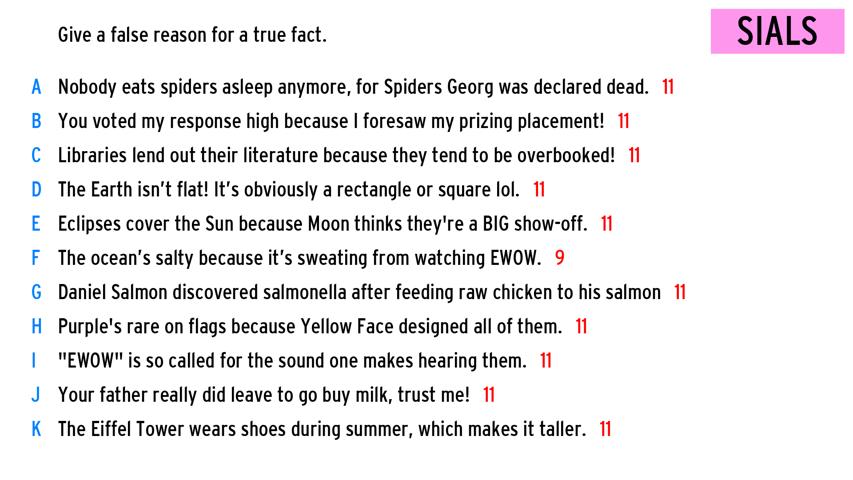 Give a false reason for a true fact.
SIALS
A Nobody eats spiders asleep anymore, for Spiders Georg was declared dead. 11
B You voted my response high because I foresaw my prizing placement! 11
C Libraries lend out their literature because they tend to be overbooked! 11
D The Earth isn't flat! It's obviously a rectangle or square lol. 11
E Eclipses cover the Sun because Moon thinks they're a BIG show-off. 11
F The ocean's salty because it's sweating from watching EWOW. 9
G Daniel Salmon discovered salmonella after feeding raw chicken to his salmon 11
H Purple's rare on flags because Yellow Face designed all of them. 11
I "EWOW" is so called for the sound one makes hearing them. 11
J Your father really did leave to go buy milk, trust me! 11
K The Eiffel Tower wears shoes during summer, which makes it taller. 11